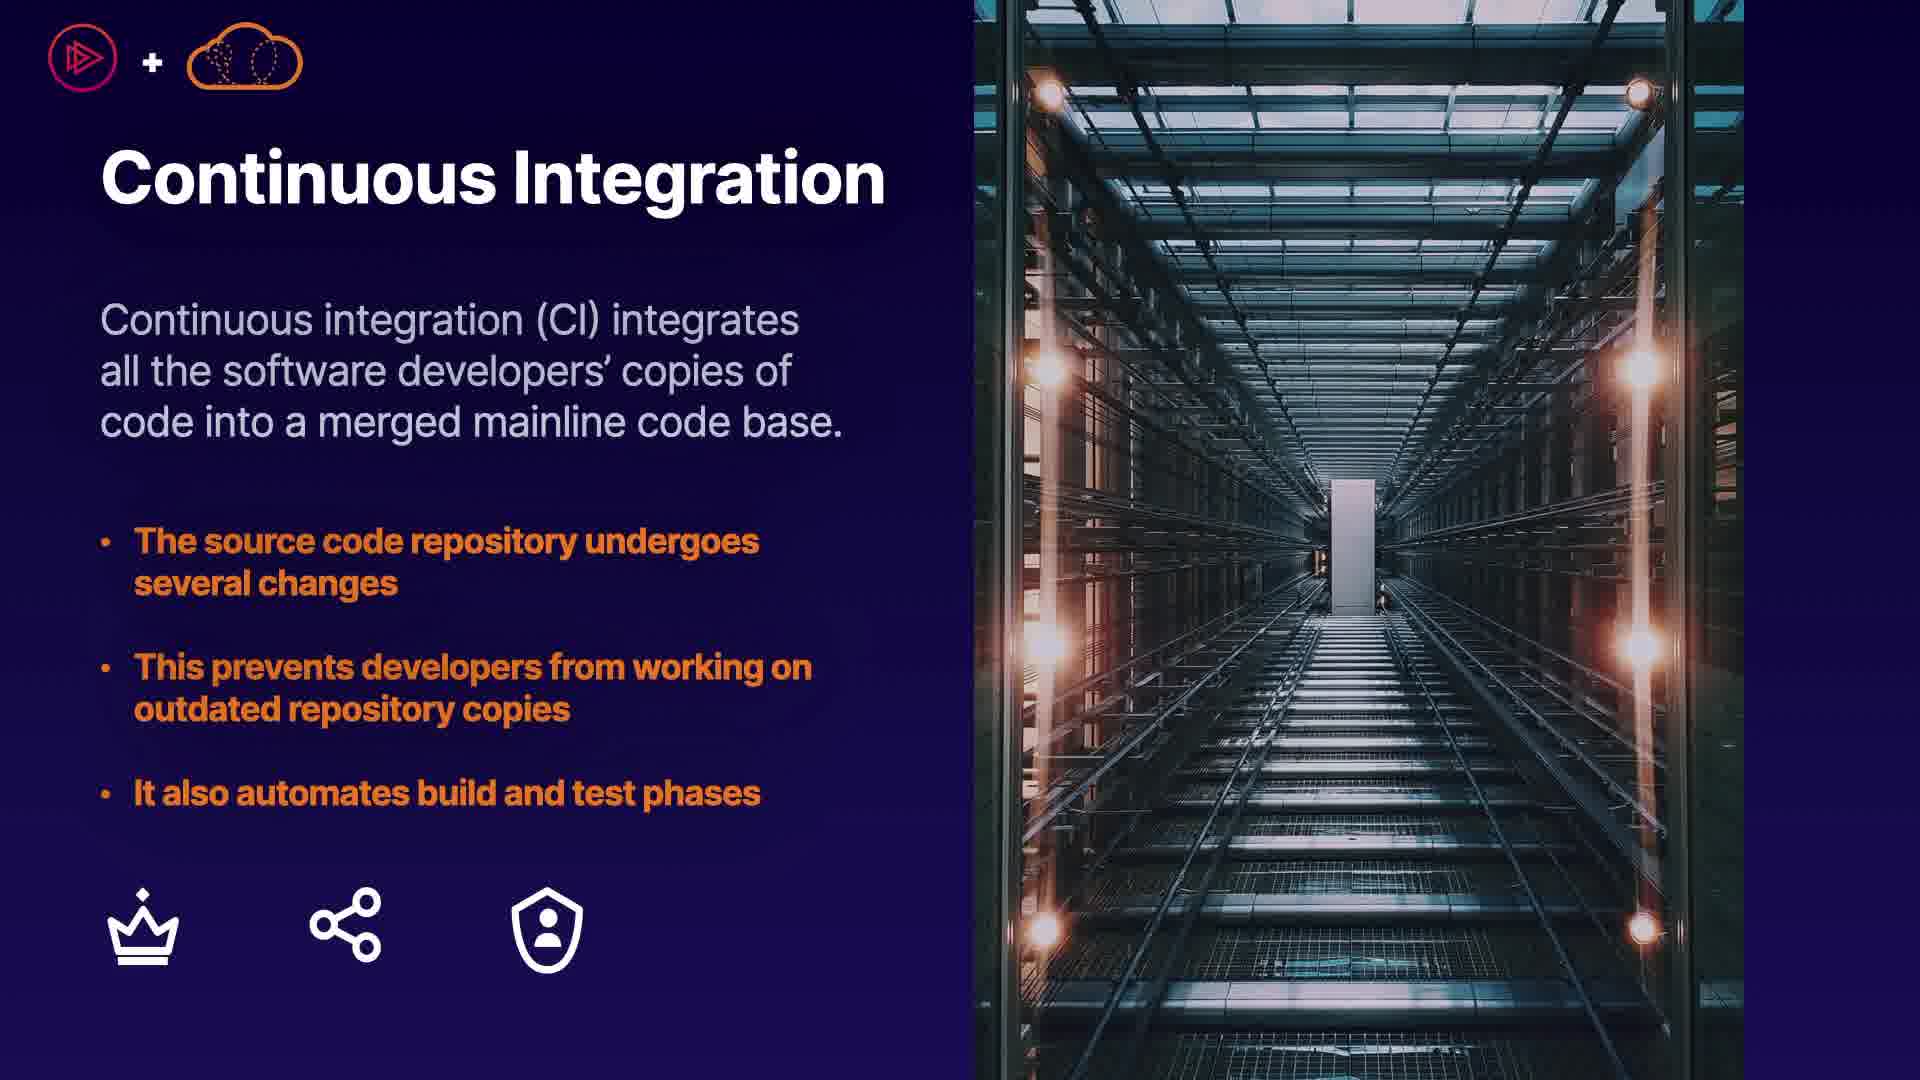 +
Continuous Integration
Continuous integration (CI) integrates
all the software developers’ copies of
code into a merged mainline code base.
• The source code repository undergoes
several changes
• This prevents developers from working on
outdated repository copies
• It also automates build and test phases